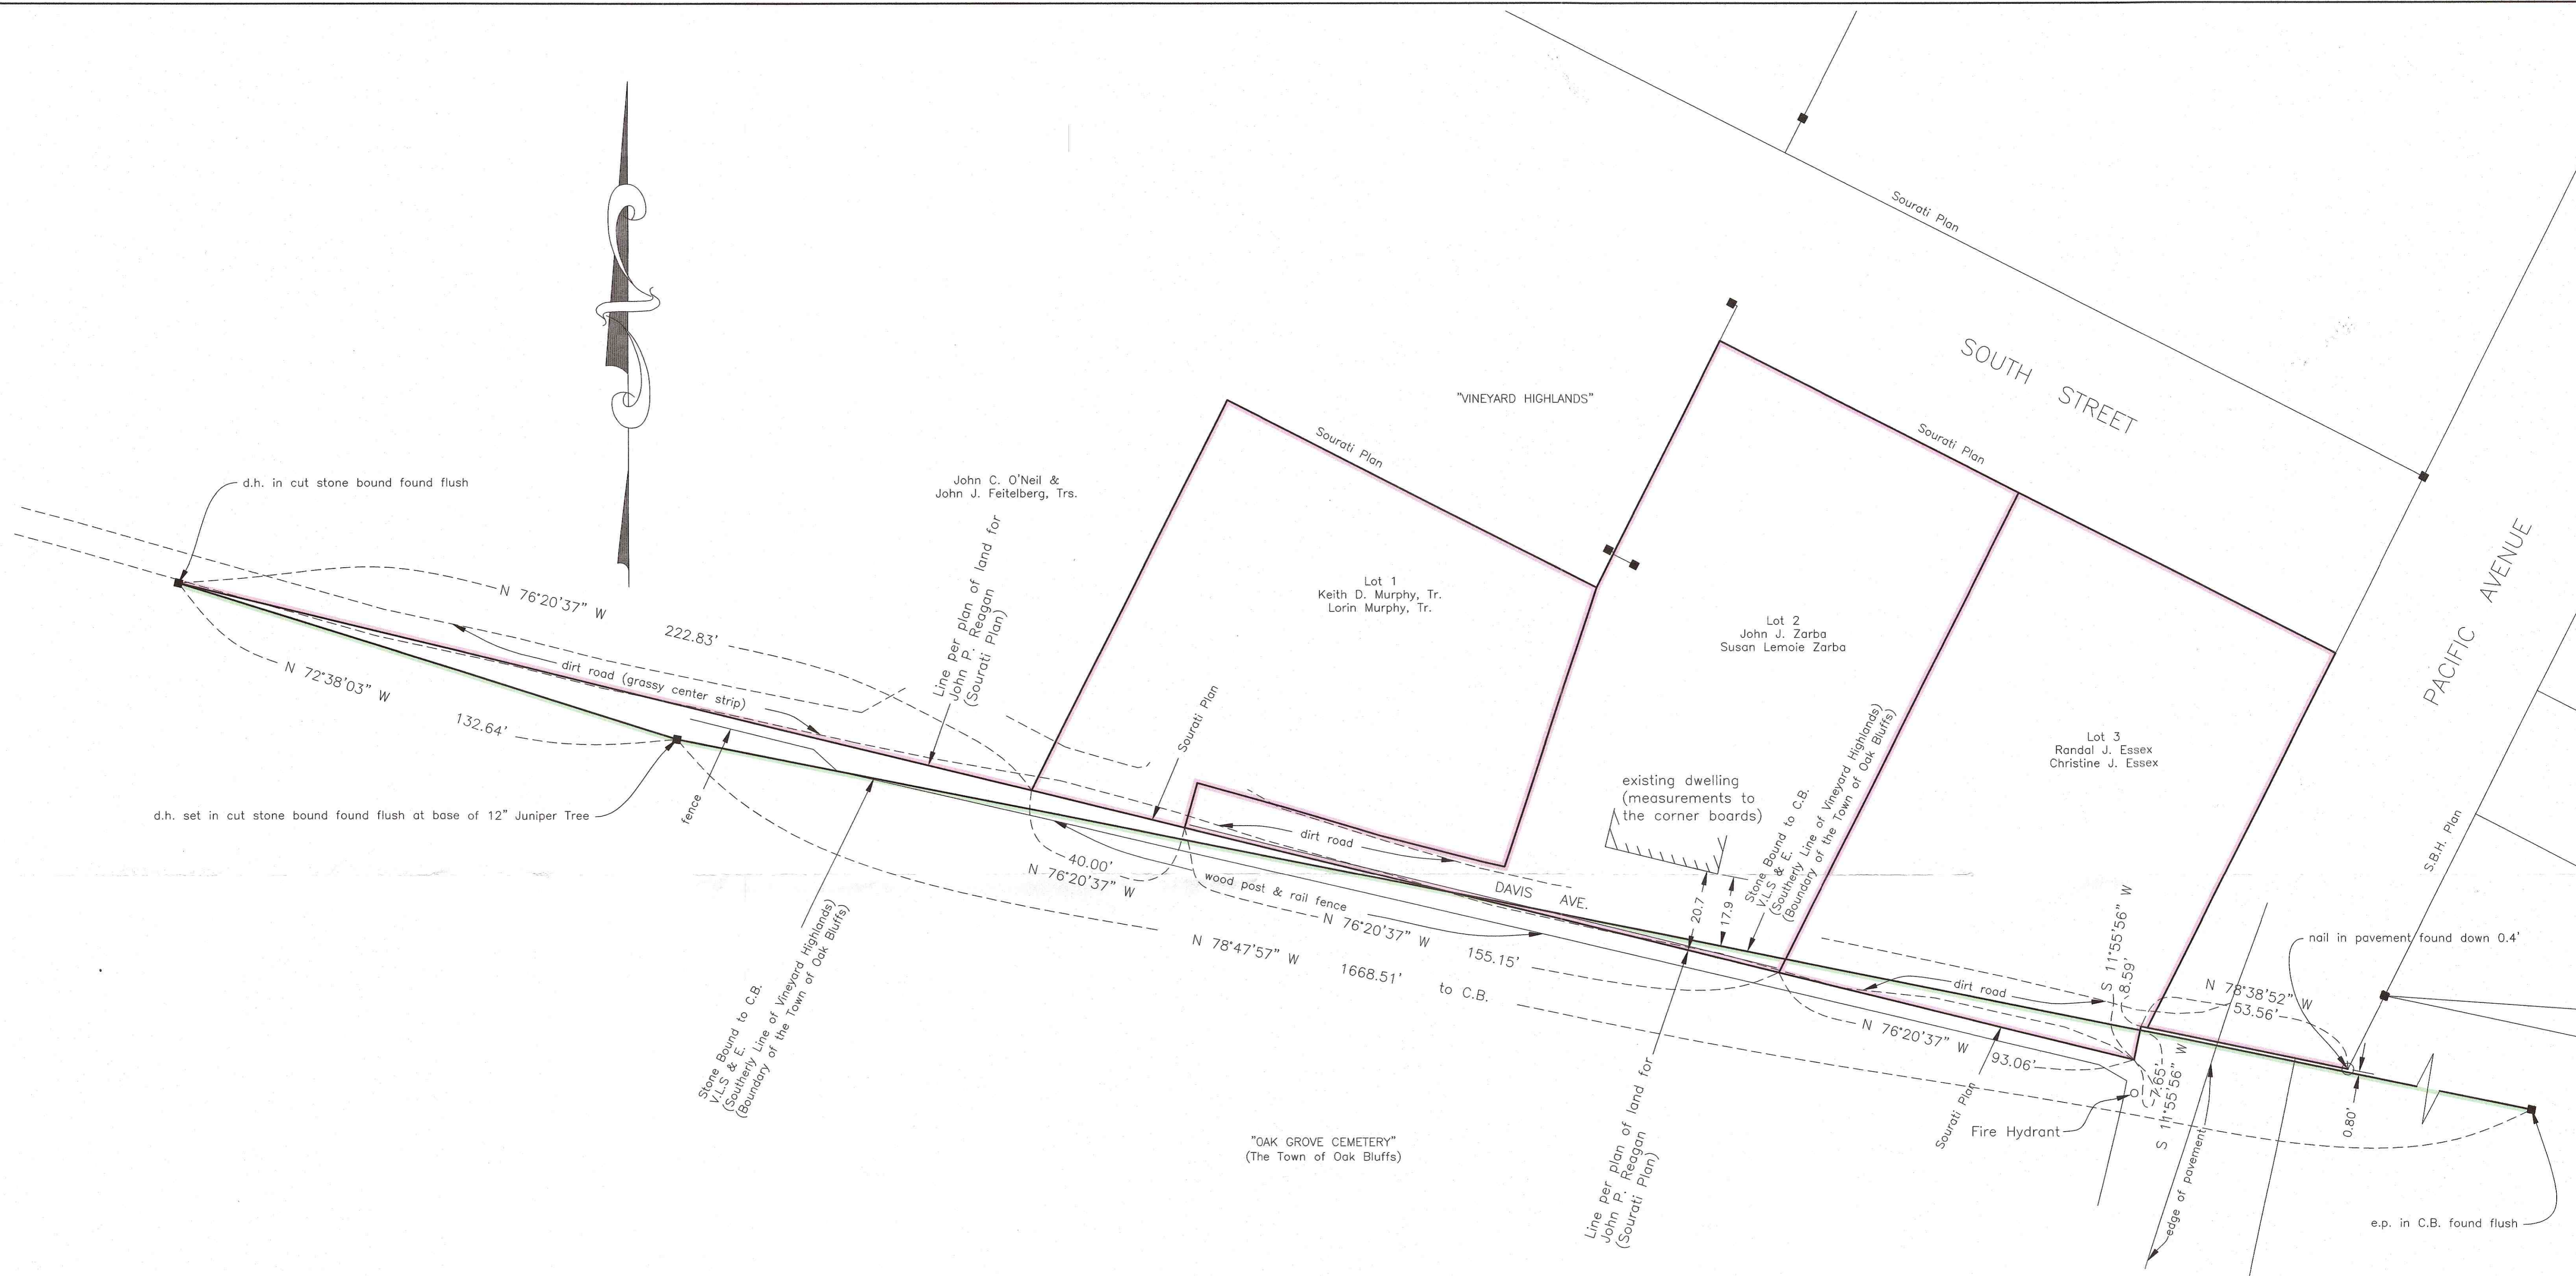 Sourati Plan
SOUTH STREET
"VINEYARD HIGHLANDS"
Sourati Plan
Sourati Plan
d.h. in cut stone bound found flush
John C. O'Neil &
John J. Feitelberg, Trs.
PACIFIC AVENUE
N 76°20'37" W
222.83'
Line per plan of land for
John P. Reagan
(Sourati Plan)
Lot 1
Keith D. Murphy, Tr.
Lorin Murphy, Tr.
Lot 2
John J. Zarba
Susan Lemoie Zarba
Lot 3
Randal J. Essex
Christine J. Essex
dirt road (grassy center strip)
N 72°38'03" W
132.64'
Sourati Plan
existing dwelling
(measurements to
the corner boards)
Stone Bound to C.B.
V.L.S & E.
(Southerly Line of Vineyard Highlands)
(Boundary of the Town of Oak Bluffs)
S.B.H. Plan
d.h. set in cut stone bound found flush at base of 12" Juniper Tree
fence
dirt road
40.00'
N 76°20'37" W
wood post & rail fence
DAVIS AVE.
20.7
17.9
N 76°20'37" W
155.15'
N 78°47'57" W
1668.51'
to C.B.
S 11°55'56" W
8.59'
nail in pavement found down 0.4'
dirt road
N 78°38'52" W
53.56'
N 76°20'37" W
93.06'
7.65'
S 11°55'56" W
Stone Bound to C.B.
V.L.S & E.
(Southerly Line of Vineyard Highlands)
(Boundary of the Town of Oak Bluffs)
Sourati Plan
Fire Hydrant
0.80'
"OAK GROVE CEMETERY"
(The Town of Oak Bluffs)
Line per plan of land for
John P. Reagan
(Sourati Plan)
edge of pavement
e.p. in C.B. found flush